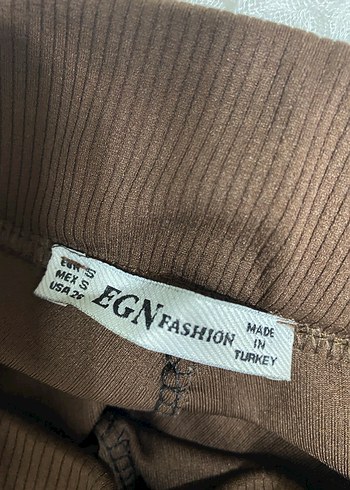 EUR S
MEX S
USA 26
EGN FASHION
MADE
IN
TURKEY